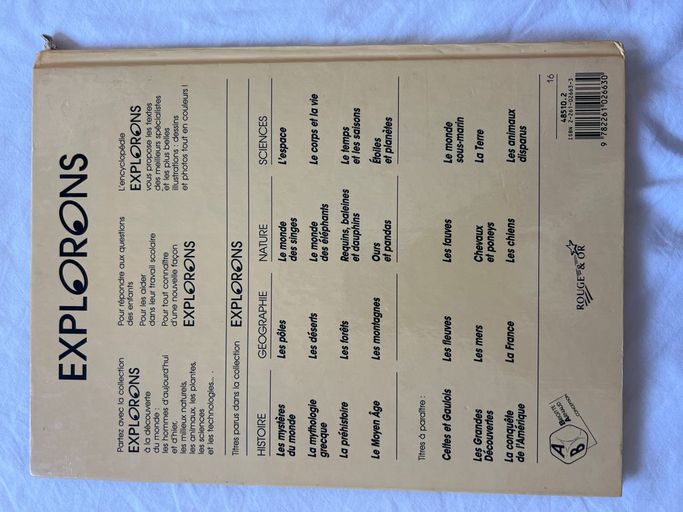 EXPLORONS
Partez avec la collection
EXPLORONS
à la découverte
du monde :
les hommes d'aujourd'hui
et d'hier,
les milieux naturels,
les animaux, les plantes,
les sciences
et les technologies...
Pour répondre aux questions
des enfants
Pour les aider
dans leur travail scolaire
Pour tout connaître
d'une nouvelle façon
EXPLORONS
L'encyclopédie
EXPLORONS
vous propose les textes
des meilleurs spécialistes
et les plus belles
illustrations : dessins
et photos tout en couleurs !
Titres parus dans la collection EXPLORONS
HISTOIRE
Les mystères
du monde
La mythologie
grecque
La préhistoire
Le Moyen Âge
GEOGRAPHIE
Les pôles
Les déserts
Les forêts
Les montagnes
NATURE
Le monde
des singes
Le monde
des éléphants
Requins, baleines
et dauphins
Ours
et pandas
SCIENCES
L'espace
Le corps et la vie
Le temps
et les saisons
Étoiles
et planètes
Titres à paraître :
Celtes et Gaulois
Les Grandes
Découvertes
La conquête
de l'Amérique
Les fleuves
Les mers
La France
Les fauves
Chevaux
et poneys
Les chiens
Le monde
sous-marin
La Terre
Les animaux
disparus
A
B
ROUGE & OR
16
48510.2
ISBN 2-261-02663-3
9 782261 026630